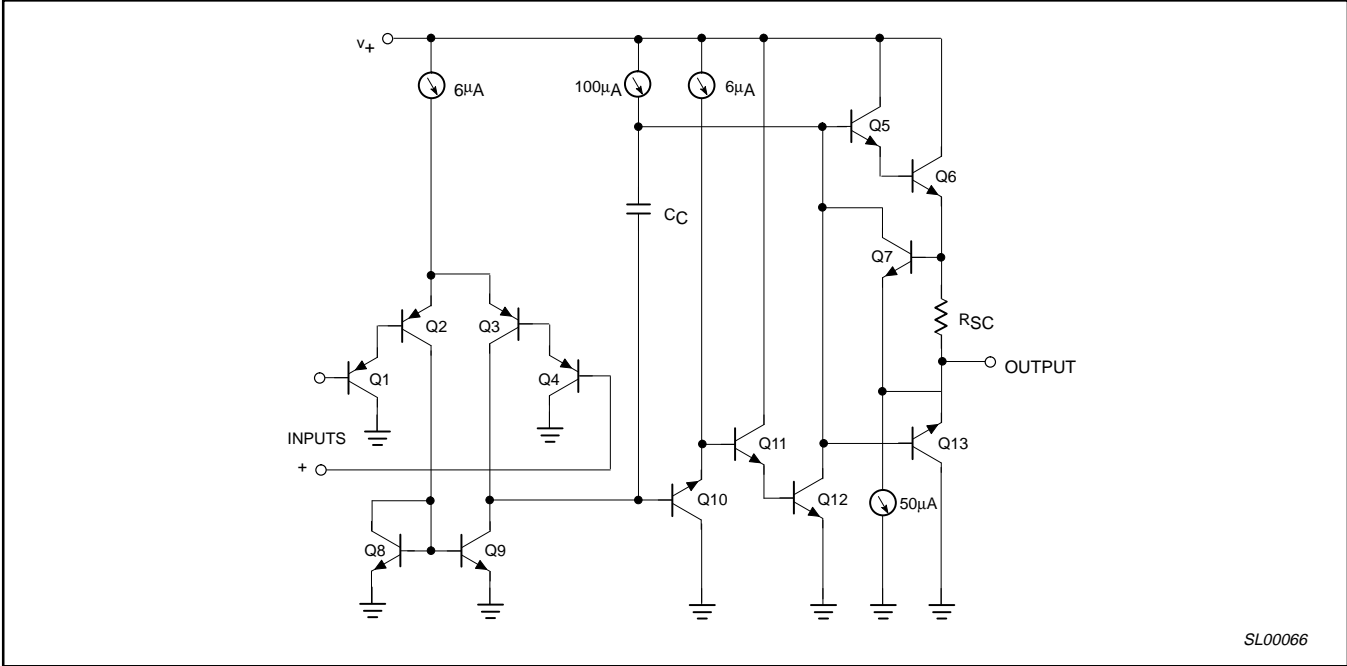 V+
6μA
100μA
6μA
Q5
Q6
CC
Q7
Q2
Q3
RSC
Q1
Q4
OUTPUT
INPUTS
Q11
Q13
+
Q10
Q12
50μA
Q8
Q9
SL00066